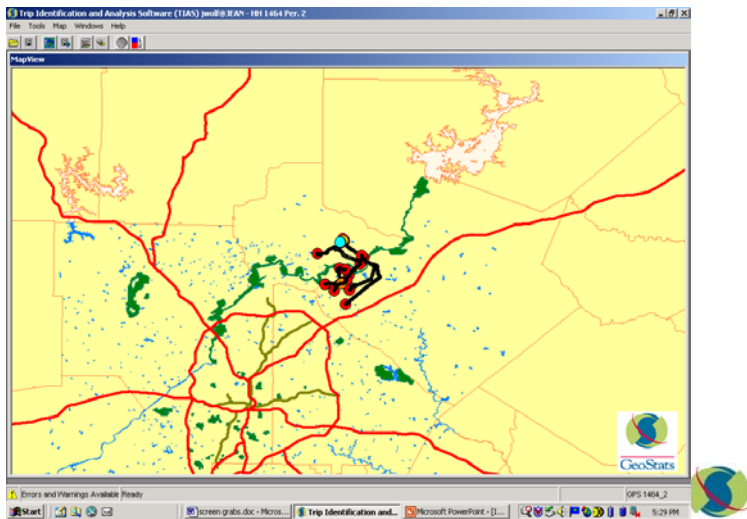 Trip Identification and Analysis Software (TIAS) jwolf@JEAN - HH 1464 Per. 2
File Tools Map Windows Help
MapView
GeoStats
Errors and Warnings Available Ready
GPS 1464_2
Start
screen grabs.doc - Micros...
Trip Identification and...
Microsoft PowerPoint - [I...
5:29 PM